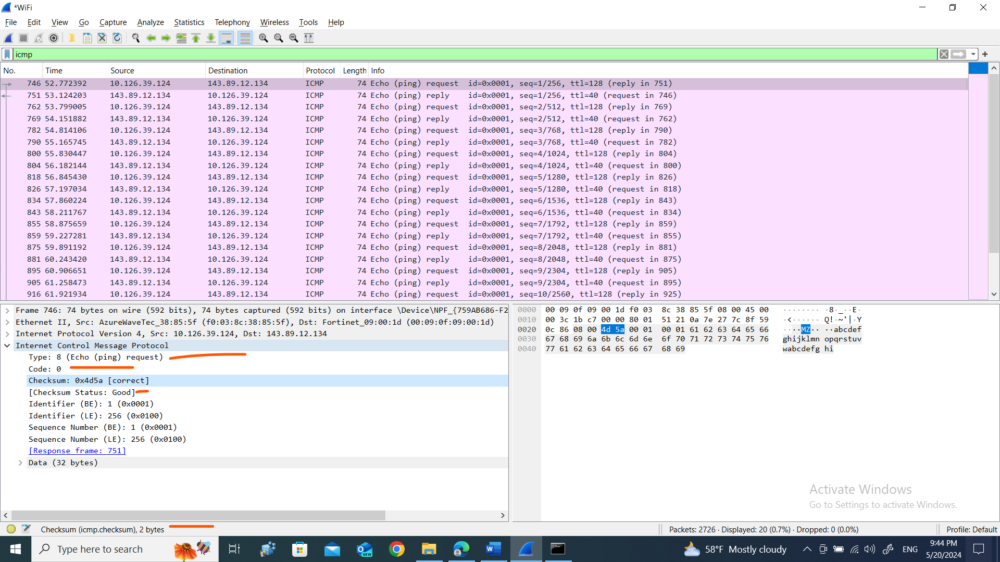 *WiFi
File Edit View Go Capture Analyze Statistics Telephony Wireless Tools Help
icmp
No. Time Source Destination Protocol Length Info
746 52.772392 10.126.39.124 143.89.12.134 ICMP 74 Echo (ping) request id=0x0001, seq=1/256, ttl=128 (reply in 751)
751 53.124203 143.89.12.134 10.126.39.124 ICMP 74 Echo (ping) reply id=0x0001, seq=1/256, ttl=40 (request in 746)
762 53.799005 10.126.39.124 143.89.12.134 ICMP 74 Echo (ping) request id=0x0001, seq=2/512, ttl=128 (reply in 769)
769 54.151882 143.89.12.134 10.126.39.124 ICMP 74 Echo (ping) reply id=0x0001, seq=2/512, ttl=40 (request in 762)
782 54.814106 10.126.39.124 143.89.12.134 ICMP 74 Echo (ping) request id=0x0001, seq=3/768, ttl=128 (reply in 790)
790 55.165745 143.89.12.134 10.126.39.124 ICMP 74 Echo (ping) reply id=0x0001, seq=3/768, ttl=40 (request in 782)
800 55.830447 10.126.39.124 143.89.12.134 ICMP 74 Echo (ping) request id=0x0001, seq=4/1024, ttl=128 (reply in 804)
804 56.182144 143.89.12.134 10.126.39.124 ICMP 74 Echo (ping) reply id=0x0001, seq=4/1024, ttl=40 (request in 800)
818 56.845430 10.126.39.124 143.89.12.134 ICMP 74 Echo (ping) request id=0x0001, seq=5/1280, ttl=128 (reply in 826)
826 57.197034 143.89.12.134 10.126.39.124 ICMP 74 Echo (ping) reply id=0x0001, seq=5/1280, ttl=40 (request in 818)
834 57.860224 10.126.39.124 143.89.12.134 ICMP 74 Echo (ping) request id=0x0001, seq=6/1536, ttl=128 (reply in 843)
843 58.211767 143.89.12.134 10.126.39.124 ICMP 74 Echo (ping) reply id=0x0001, seq=6/1536, ttl=40 (request in 834)
855 58.875659 10.126.39.124 143.89.12.134 ICMP 74 Echo (ping) request id=0x0001, seq=7/1792, ttl=128 (reply in 859)
859 59.227281 143.89.12.134 10.126.39.124 ICMP 74 Echo (ping) reply id=0x0001, seq=7/1792, ttl=40 (request in 855)
875 59.891192 10.126.39.124 143.89.12.134 ICMP 74 Echo (ping) request id=0x0001, seq=8/2048, ttl=128 (reply in 881)
881 60.243420 143.89.12.134 10.126.39.124 ICMP 74 Echo (ping) reply id=0x0001, seq=8/2048, ttl=40 (request in 875)
895 60.906651 10.126.39.124 143.89.12.134 ICMP 74 Echo (ping) request id=0x0001, seq=9/2304, ttl=128 (reply in 905)
905 61.258473 143.89.12.134 10.126.39.124 ICMP 74 Echo (ping) reply id=0x0001, seq=9/2304, ttl=40 (request in 895)
916 61.921934 10.126.39.124 143.89.12.134 ICMP 74 Echo (ping) request id=0x0001, seq=10/2560, ttl=128 (reply in 925)
Frame 746: 74 bytes on wire (592 bits), 74 bytes captured (592 bits) on interface \Device\NPF_{759AB686-F2
Ethernet II, Src: AzureWaveTec_38:85:5f (f0:03:8c:38:85:5f), Dst: Fortinet_09:00:1d (00:09:0f:09:00:1d)
Internet Protocol Version 4, Src: 10.126.39.124, Dst: 143.89.12.134
Internet Control Message Protocol
Type: 8 (Echo (ping) request)
Code: 0
Checksum: 0x4d5a [correct]
[Checksum Status: Good]
Identifier (BE): 1 (0x0001)
Identifier (LE): 256 (0x0100)
Sequence Number (BE): 1 (0x0001)
Sequence Number (LE): 256 (0x0100)
[Response frame: 751]
Data (32 bytes)
0000 00 09 0f 09 00 1d f0 03 8c 38 85 5f 08 00 45 00 ········ ·8·_··E·
0010 00 3c 1b c7 00 00 80 01 51 21 0a 7e 27 7c 8f 59 ·<······ Q!·~'|·Y
0020 0c 86 08 00 4d 5a 00 01 00 01 61 62 63 64 65 66 ····MZ·· ··abcdef
0030 67 68 69 6a 6b 6c 6d 6e 6f 70 71 72 73 74 75 76 ghijklmn opqrstuv
0040 77 61 62 63 64 65 66 67 68 69 wabcdefg hi
Activate Windows
Go to Settings to activate Windows.
Checksum (icmp.checksum), 2 bytes
Packets: 2726 · Displayed: 20 (0.7%) · Dropped: 0 (0.0%)
Profile: Default
Type here to search
NEW
58°F Mostly cloudy
ENG
9:44 PM
5/20/2024